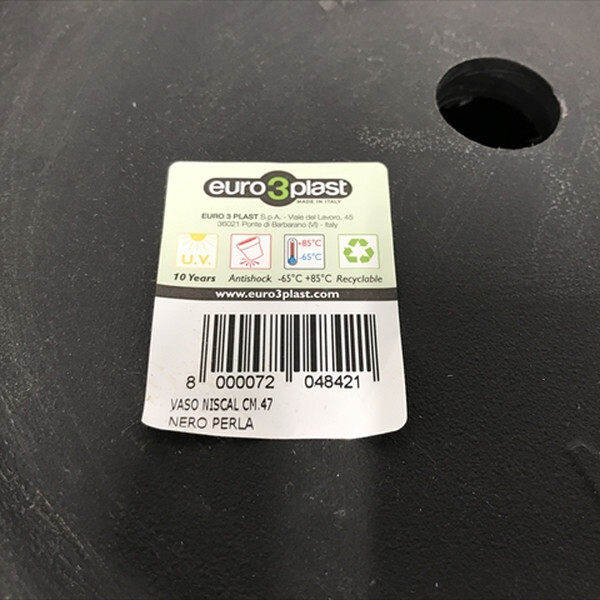 euro3plast
MADE IN ITALY
EURO 3 PLAST S.p.A. - Viale del Lavoro, 45
36021 Ponte di Barbarano (VI) - Italy
U.V.
+85°C
-65°C
10 Years Antishock -65°C +85°C Recyclable
www.euro3plast.com
8 000072 048421
VASO NISCAL CM.47
NERO PERLA